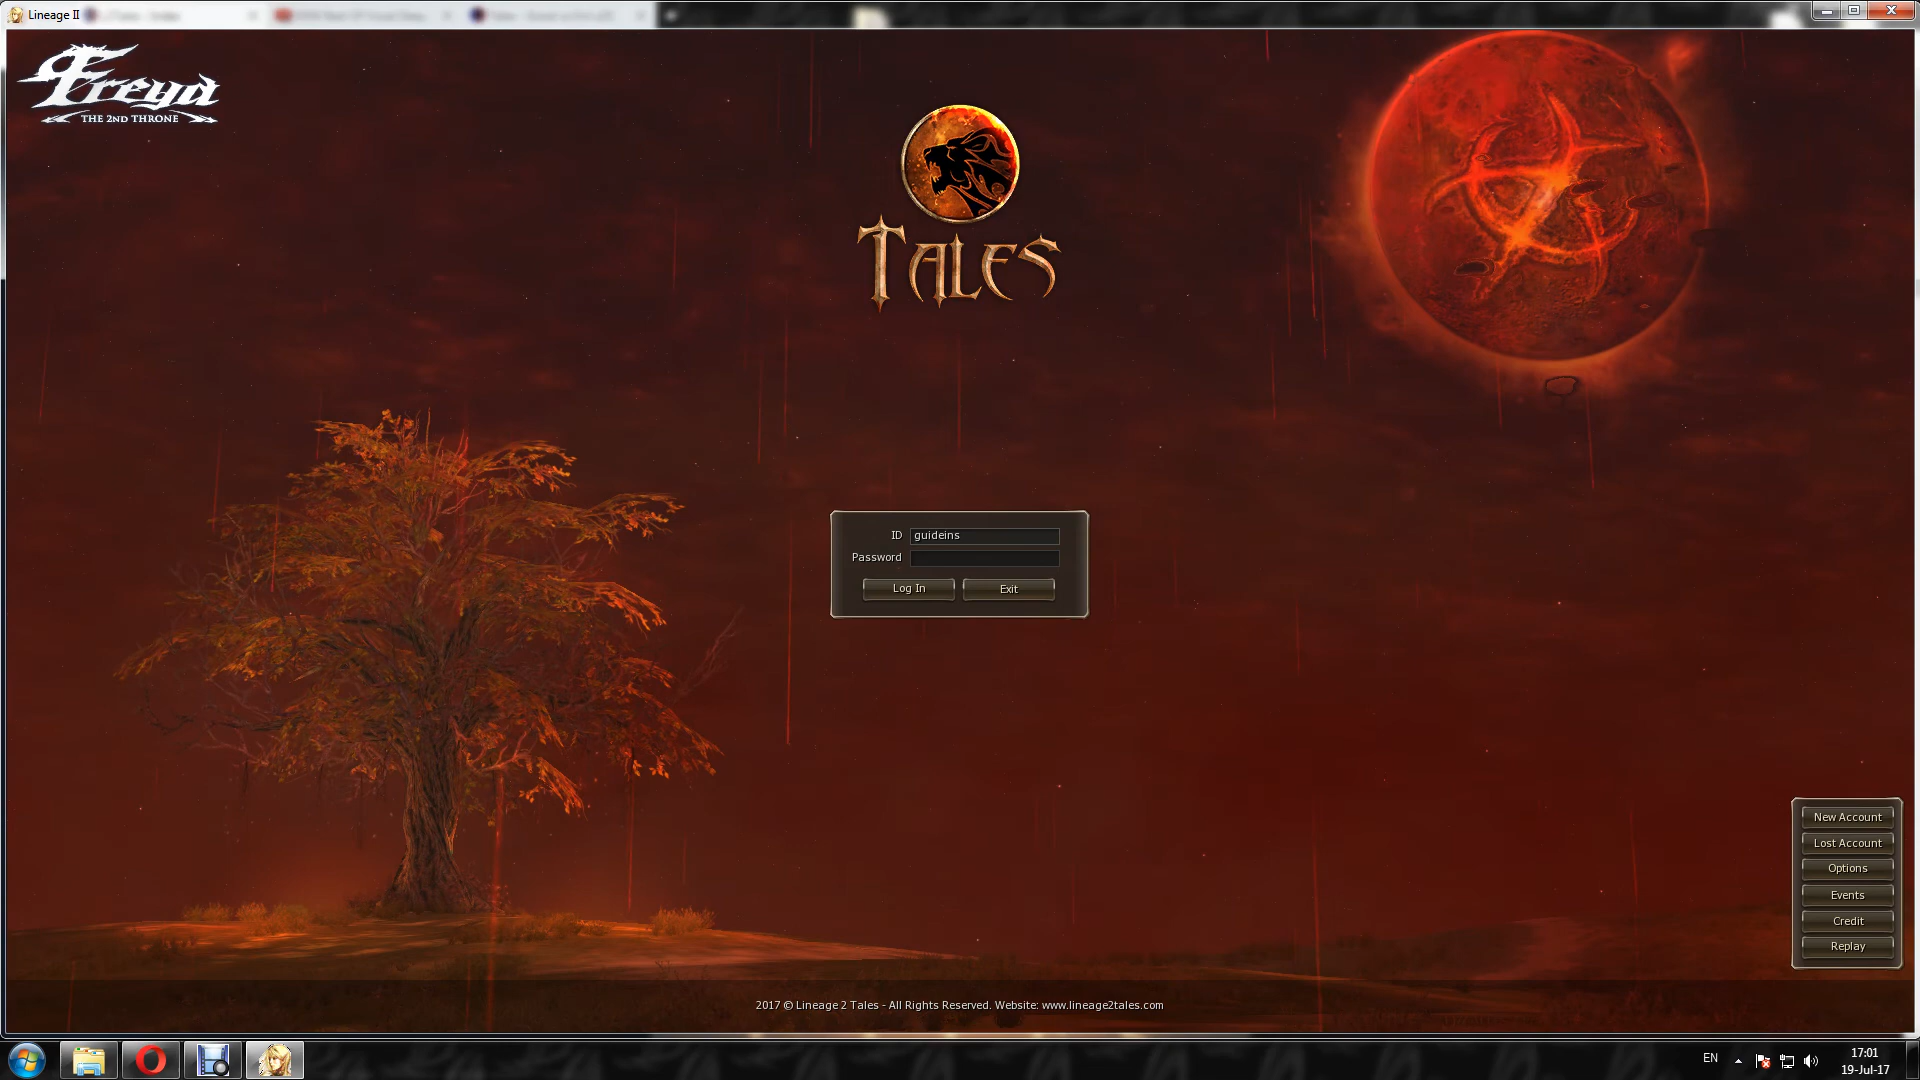 Lineage II
Freya
THE 2ND THRONE
TALES
ID guideins
Password
Log In Exit
New Account
Lost Account
Options
Events
Credit
Replay
2017 © Lineage 2 Tales - All Rights Reserved. Website: www.lineage2tales.com
EN
17:01
19-Jul-17